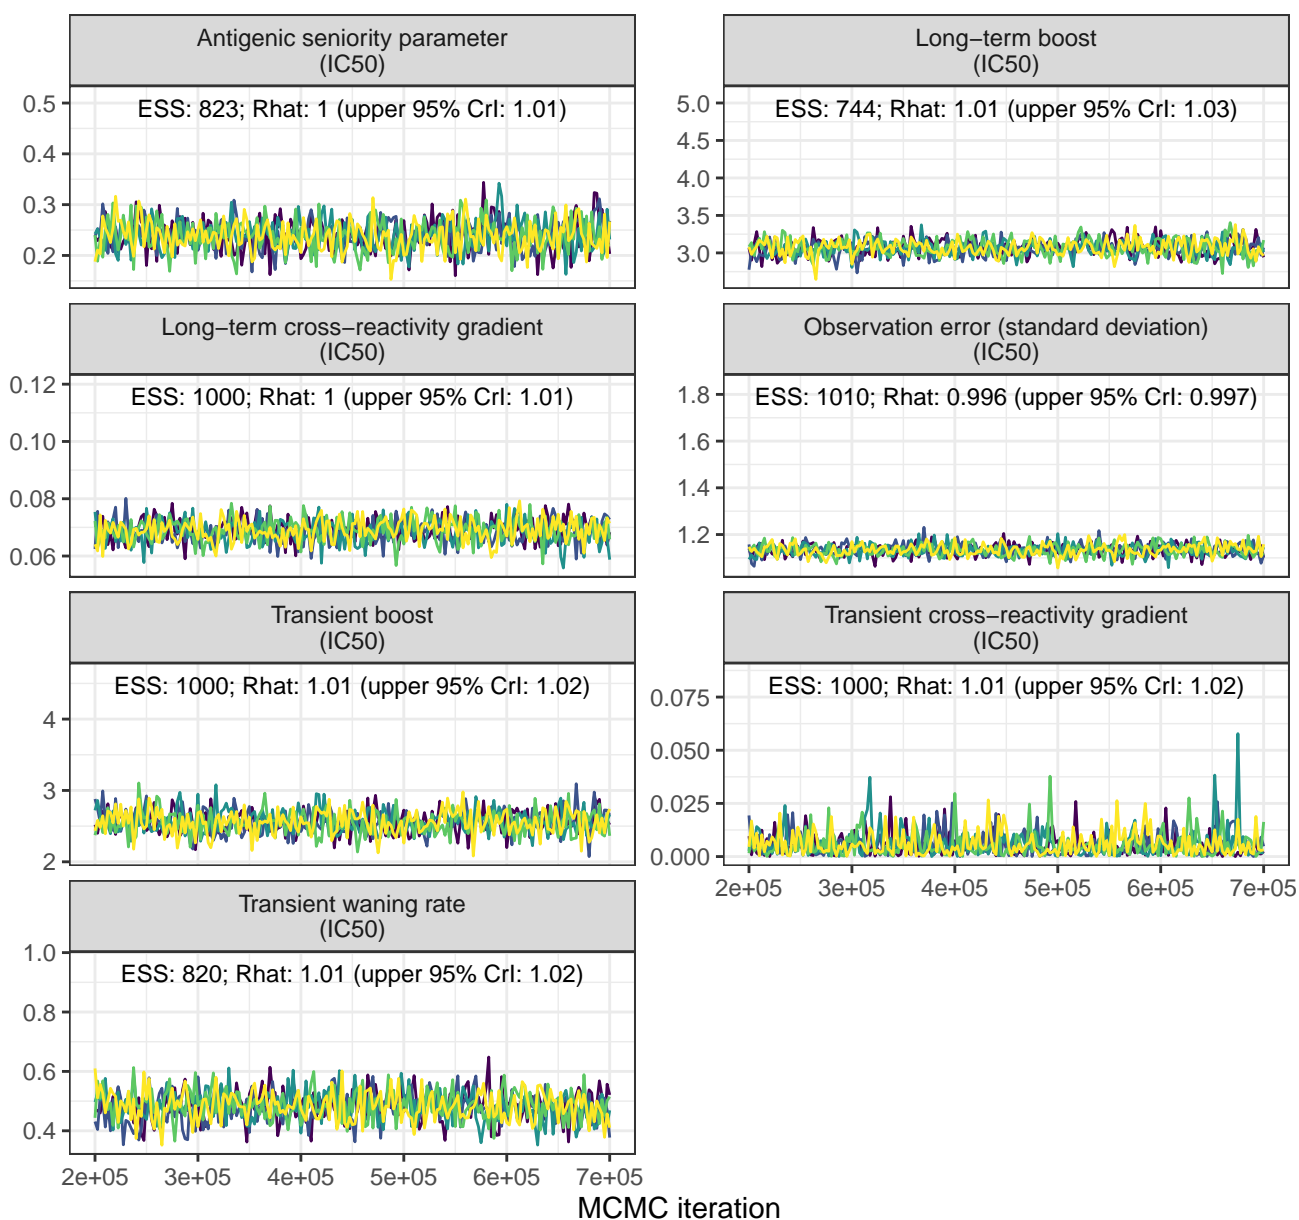 Antigenic seniority parameter
(IC50)
ESS: 823; Rhat: 1 (upper 95% CrI: 1.01)
0.5
0.4
0.3
0.2
Long−term boost
(IC50)
ESS: 744; Rhat: 1.01 (upper 95% CrI: 1.03)
5.0
4.5
4.0
3.5
3.0
Long−term cross−reactivity gradient
(IC50)
ESS: 1000; Rhat: 1 (upper 95% CrI: 1.01)
0.12
0.10
0.08
0.06
Observation error (standard deviation)
(IC50)
ESS: 1010; Rhat: 0.996 (upper 95% CrI: 0.997)
1.8
1.6
1.4
1.2
Transient boost
(IC50)
ESS: 1000; Rhat: 1.01 (upper 95% CrI: 1.02)
4
3
2
Transient cross−reactivity gradient
(IC50)
ESS: 1000; Rhat: 1.01 (upper 95% CrI: 1.02)
0.075
0.050
0.025
0.000
2e+05 3e+05 4e+05 5e+05 6e+05 7e+05
Transient waning rate
(IC50)
ESS: 820; Rhat: 1.01 (upper 95% CrI: 1.02)
1.0
0.8
0.6
0.4
2e+05 3e+05 4e+05 5e+05 6e+05 7e+05
MCMC iteration